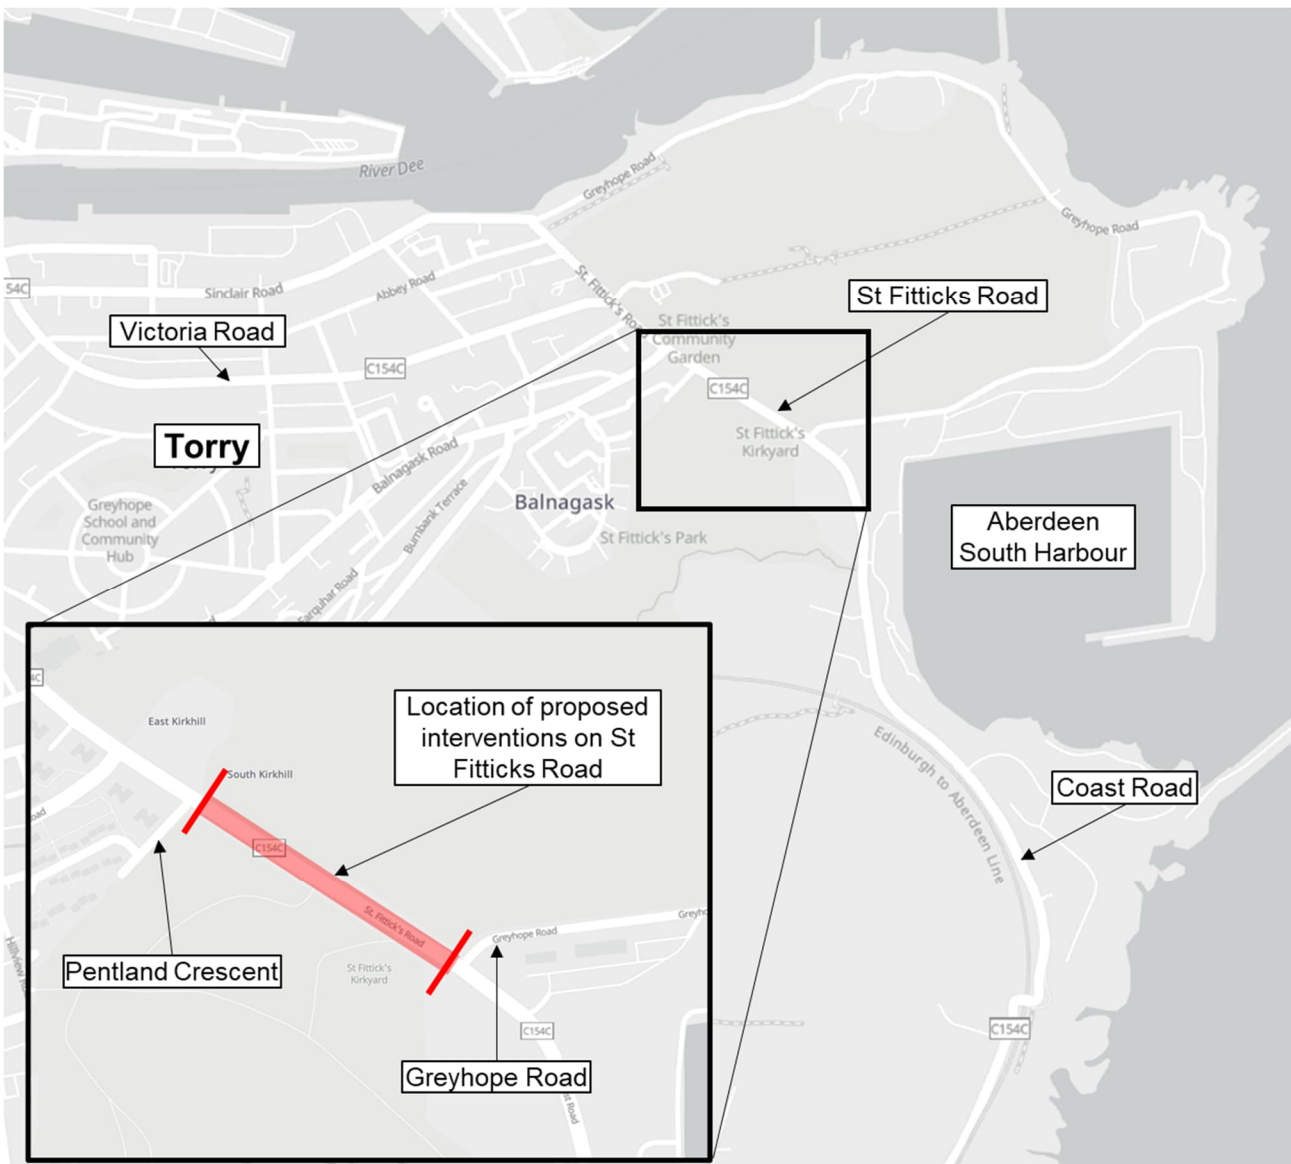 River Dee
Greyhope Road
Greyhope Road
54C
Sinclair Road
Abbey Road
St. Fittick's Road
St Fitticks Road
Victoria Road
St Fittick's
Community
Garden
C154C
C154C
St Fittick's
Kirkyard
Torry
Balnagask Road
Balnagask
Greyhope
School and
Community
Hub
Burnbank Terrace
St Fittick's Park
Aberdeen
South Harbour
Farquhar Road
4C
East Kirkhill
South Kirkhill
Location of proposed
interventions on St
Fitticks Road
C154C
St. Fittick's Road
Greyhope Road
Greyho
St Fittick's
Kirkyard
Pentland Crescent
C154C
Greyhope Road
Edinburgh to Aberdeen Line
Coast Road
C154C